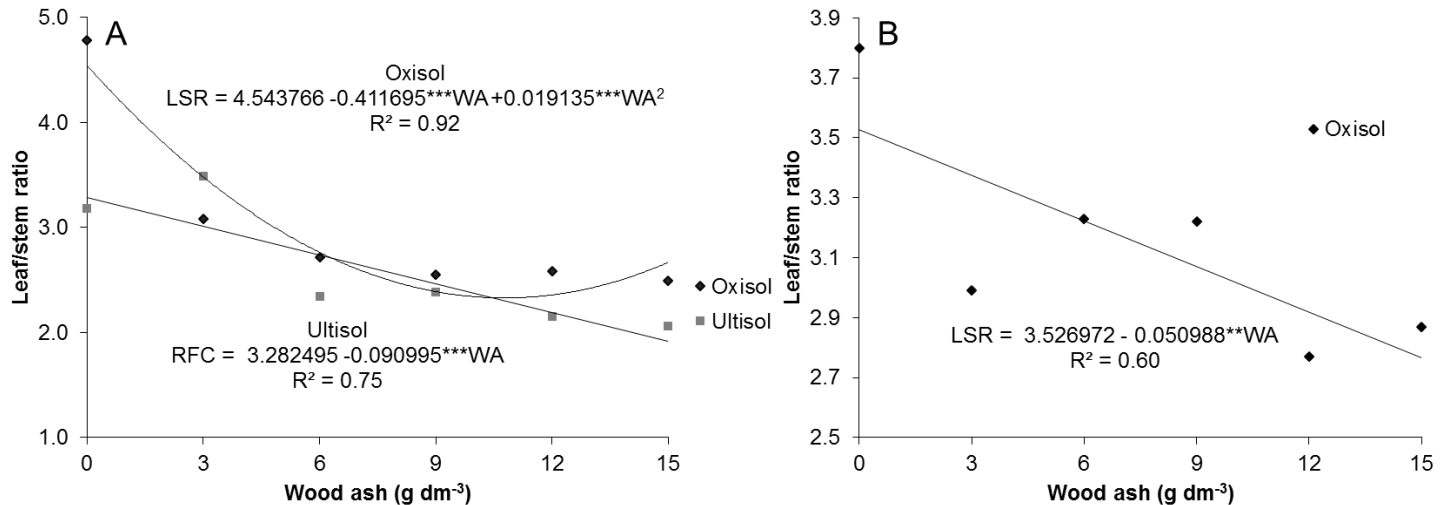 A
Leaf/stem ratio
5.0
4.0
3.0
2.0
1.0
Oxisol
LSR = 4.543766 -0.411695***WA+0.019135***WA²
R² = 0.92
Ultisol
RFC = 3.282495 -0.090995***WA
R² = 0.75
Oxisol
Ultisol
0 3 6 9 12 15
Wood ash (g dm⁻³)
B
Leaf/stem ratio
3.9
3.7
3.5
3.3
3.1
2.9
2.7
2.5
Oxisol
LSR = 3.526972 - 0.050988**WA
R² = 0.60
0 3 6 9 12 15
Wood ash (g dm⁻³)